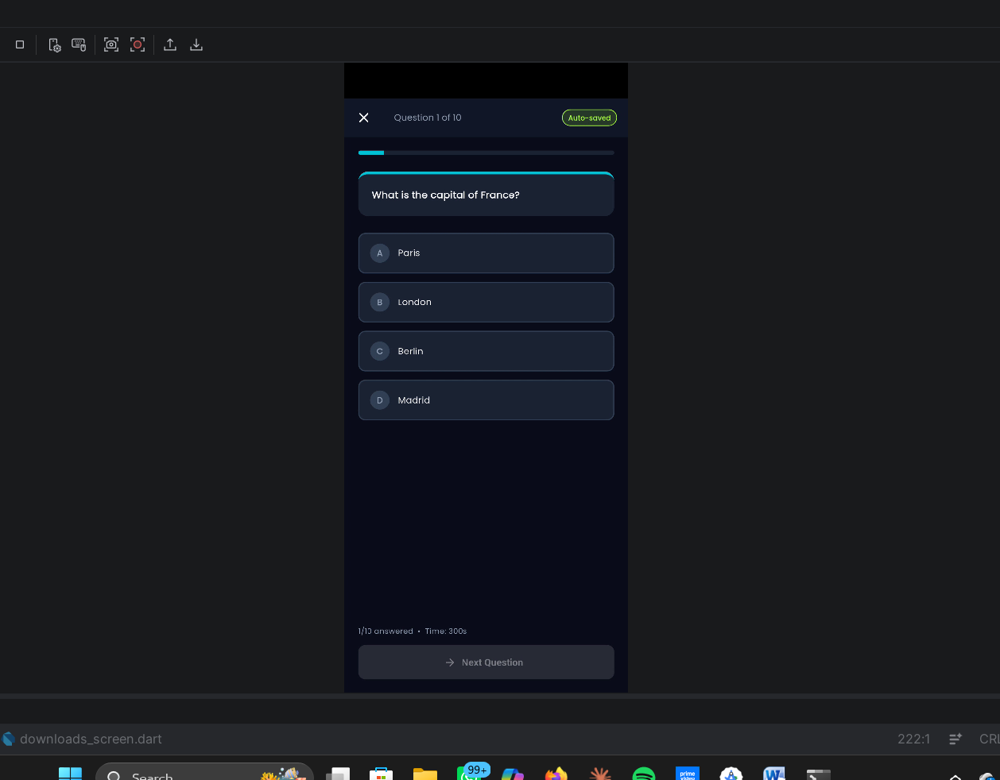 Question 1 of 10
Auto-saved
What is the capital of France?
A Paris
B London
C Berlin
D Madrid
1/10 answered • Time: 300s
→ Next Question
downloads_screen.dart
222:1
CRL
Search
99+
prime
video
W